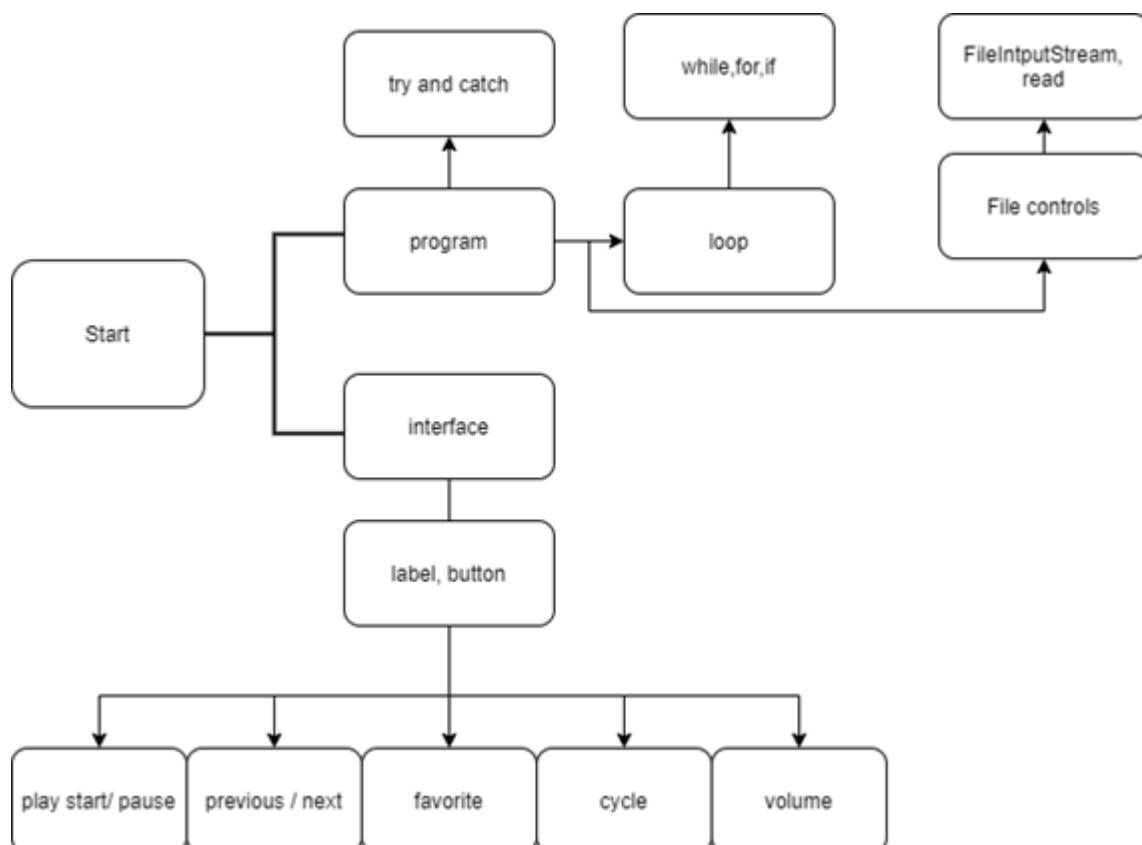 try and catch
while,for,if
FileIntputStream,
read
program
loop
File controls
Start
interface
label, button
play start/ pause
previous / next
favorite
cycle
volume